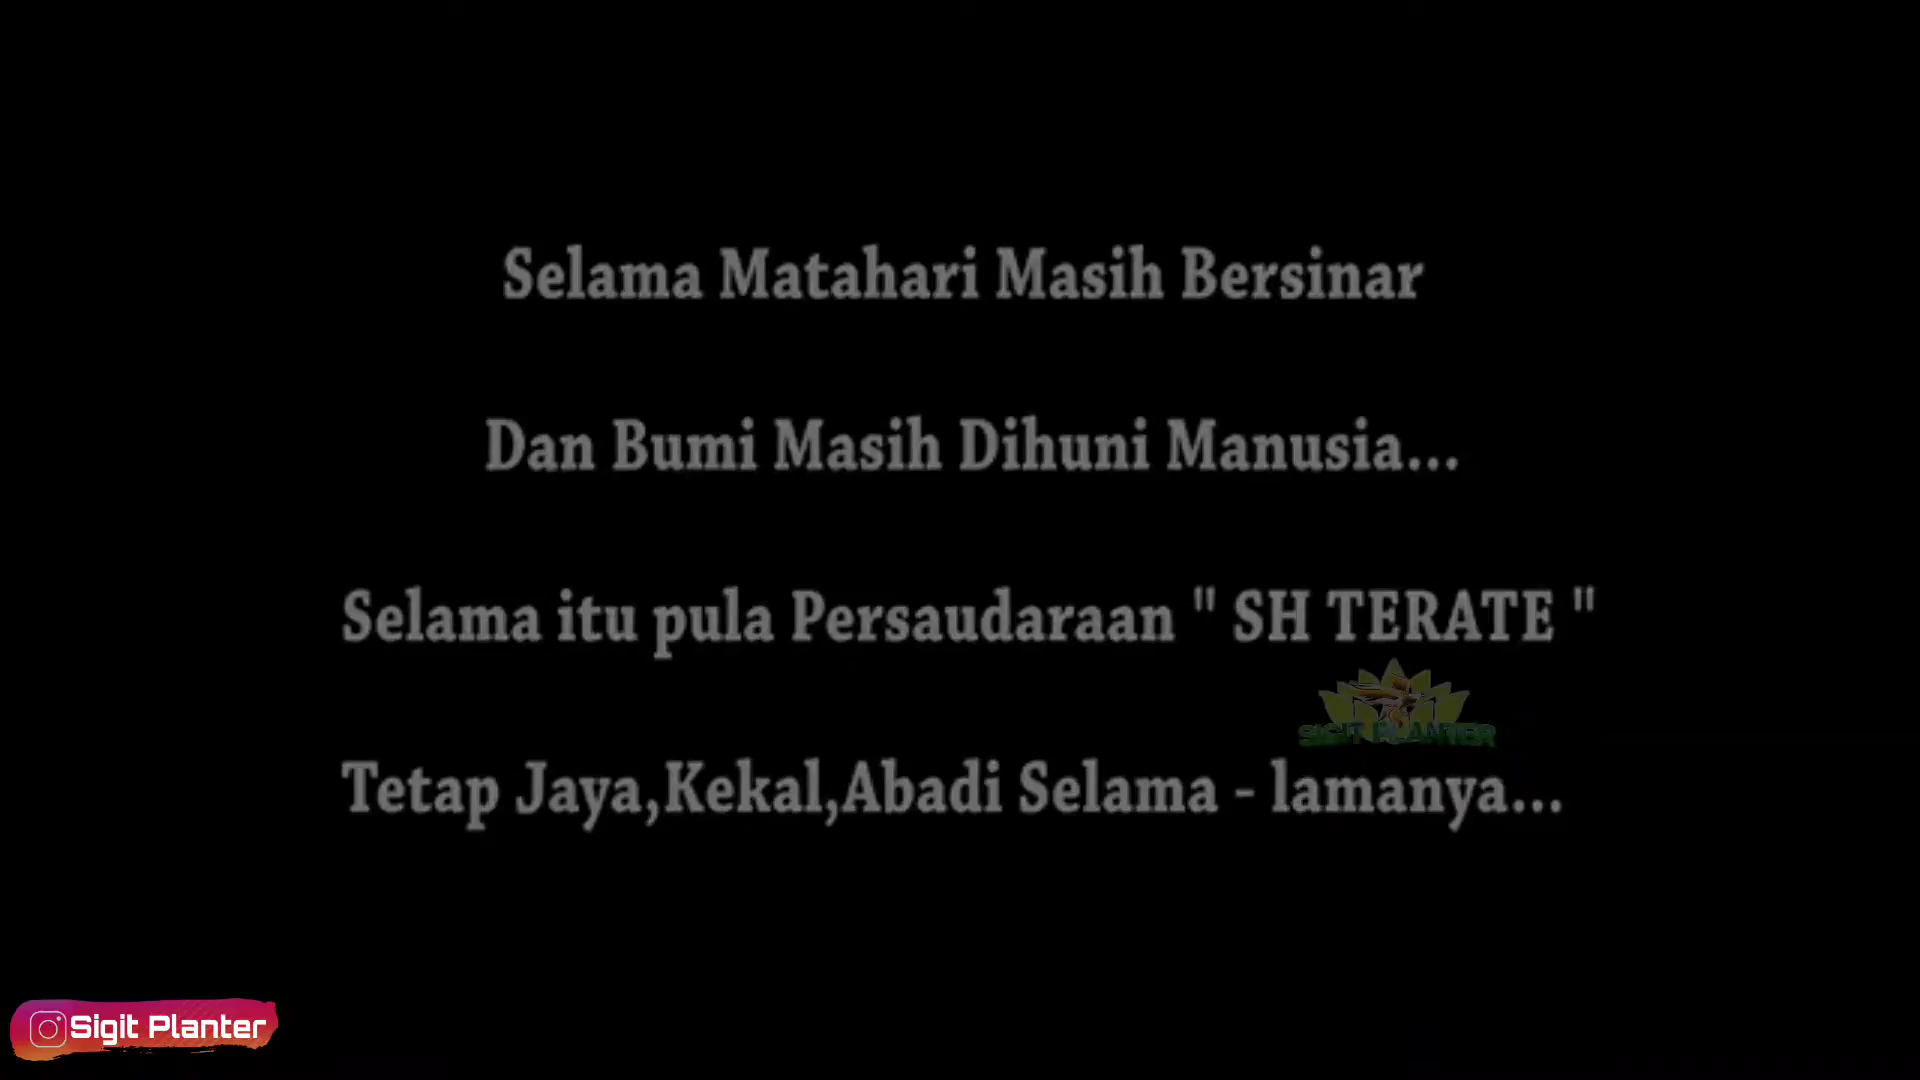 Selama Matahari Masih Bersinar
Dan Bumi Masih Dihuni Manusia...
Selama itu pula Persaudaraan " SH TERATE "
SIGIT PLANTER
Tetap Jaya,Kekal,Abadi Selama - lamanya...
Sigit Planter